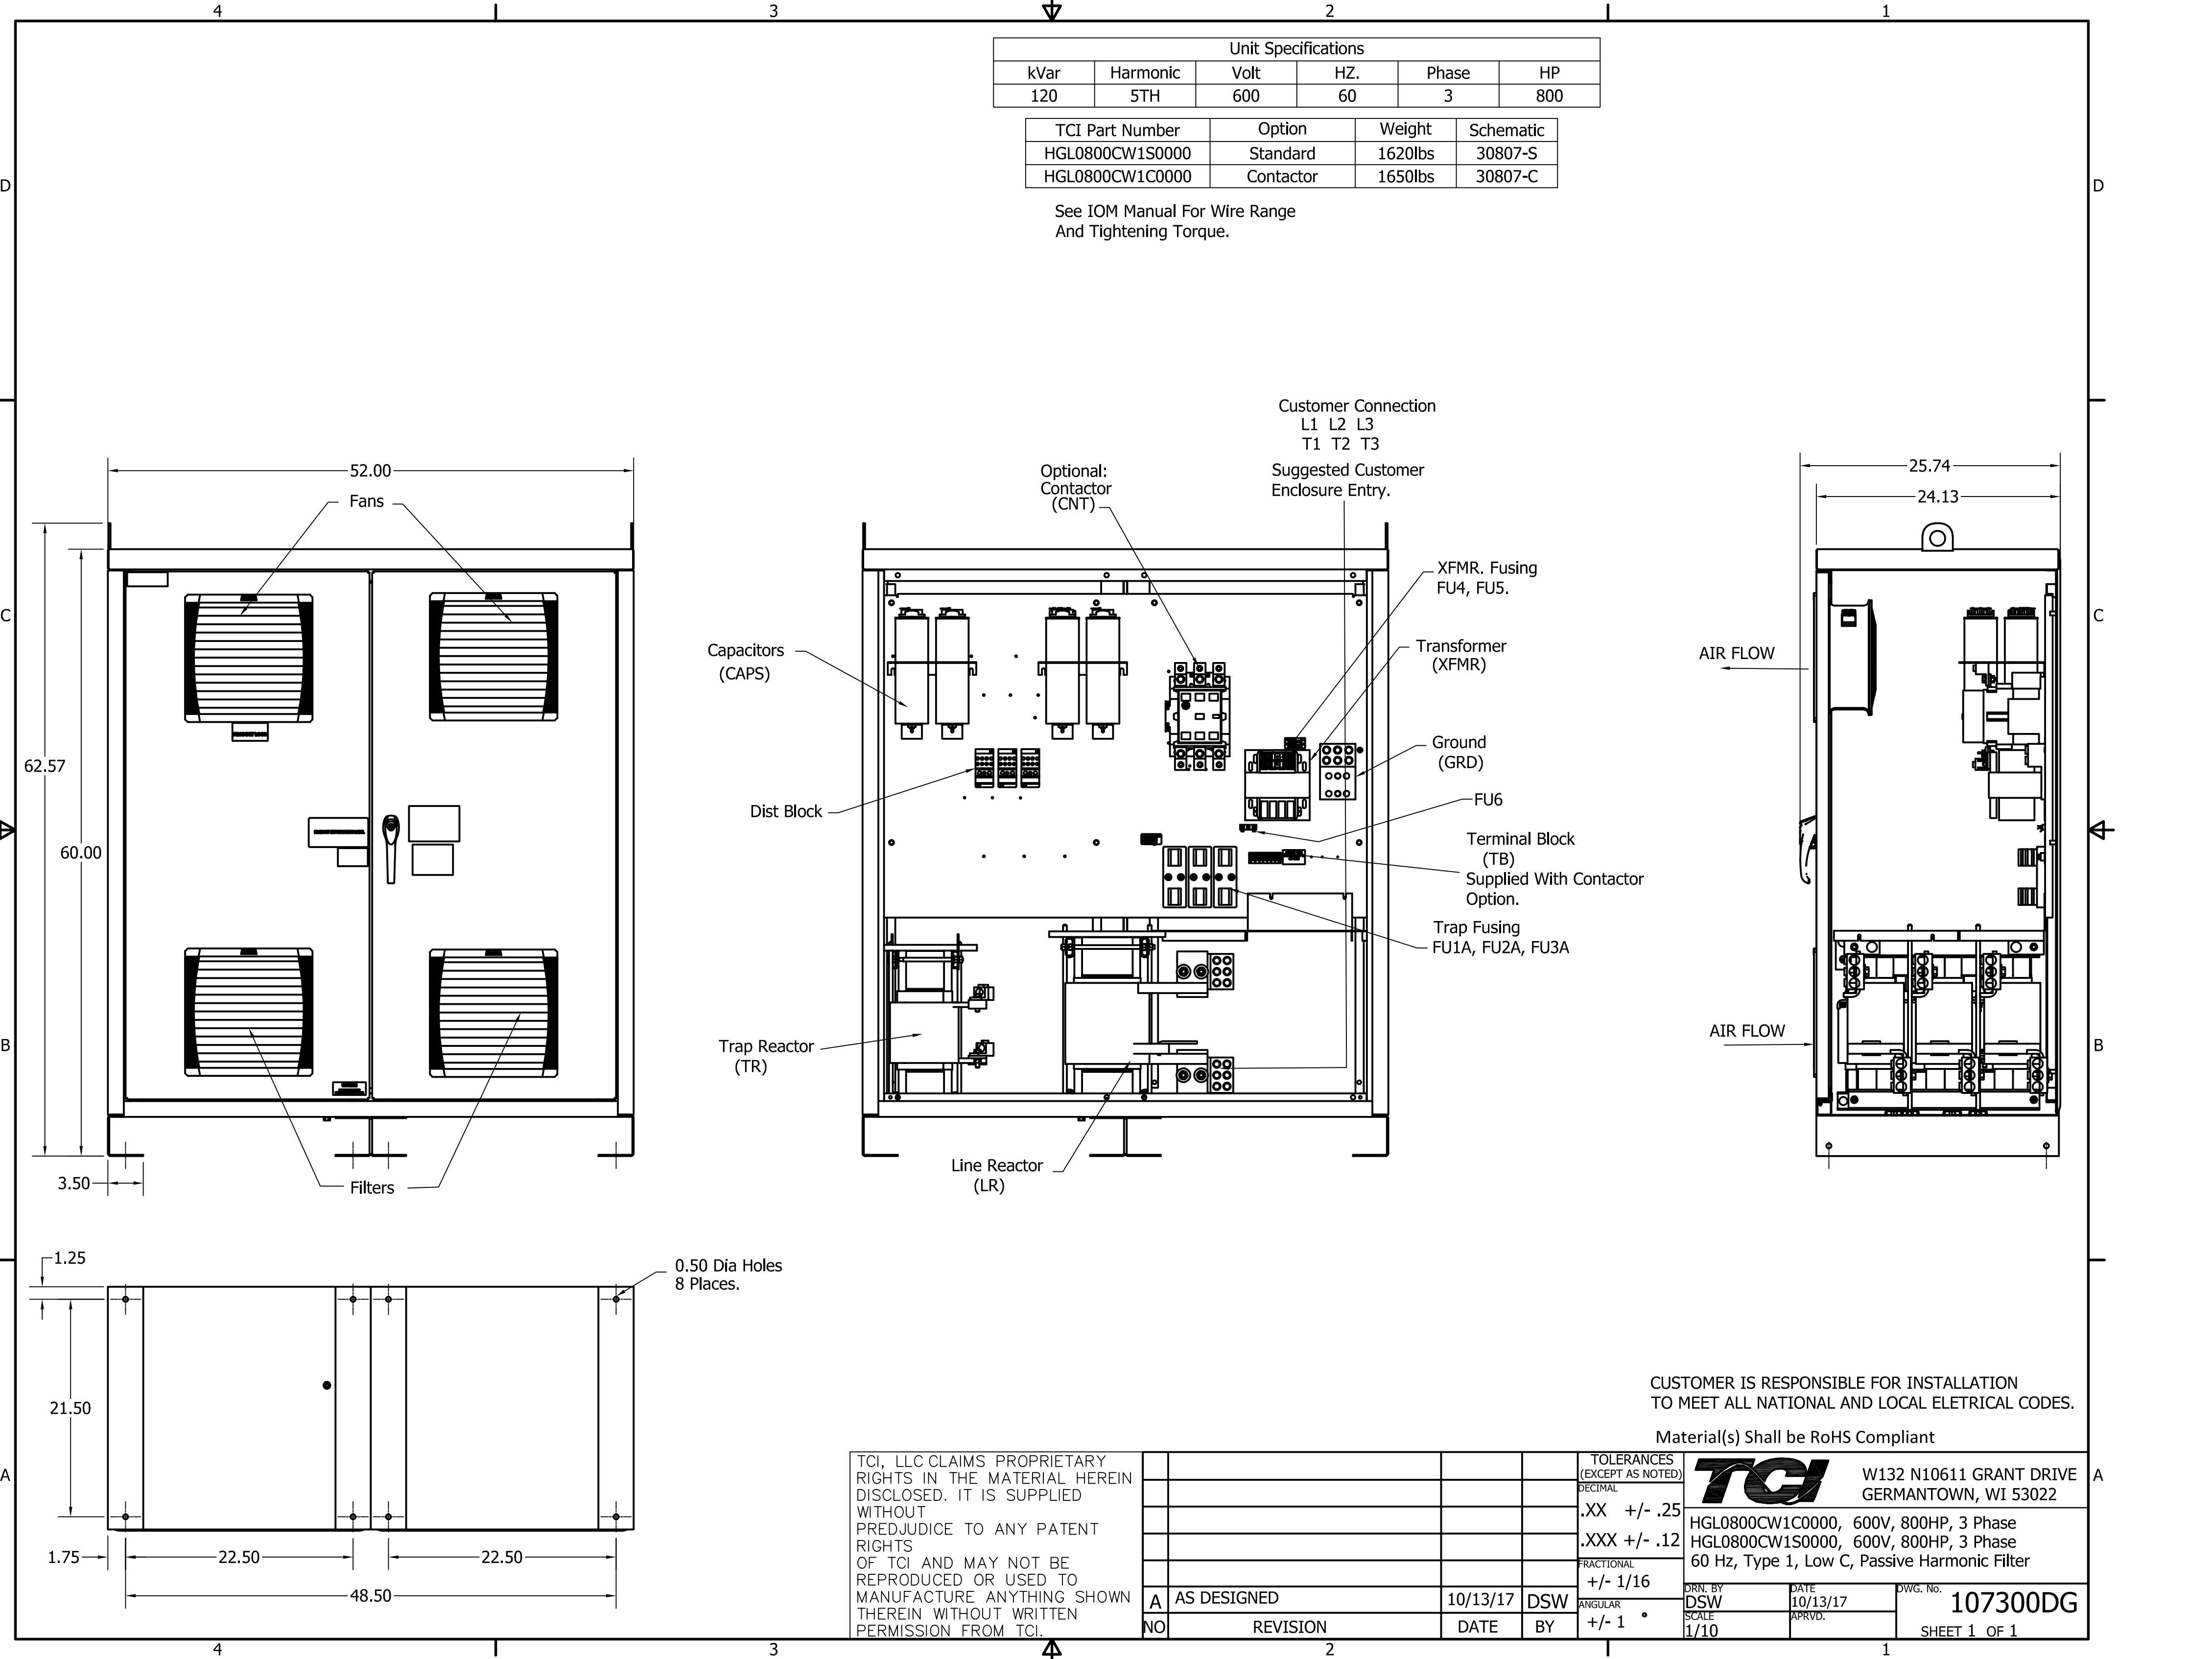 4 3 2 1
Unit Specifications
kVar Harmonic Volt HZ. Phase HP
120 5TH 600 60 3 800
TCI Part Number Option Weight Schematic
HGL0800CW1S0000 Standard 1620lbs 30807-S
HGL0800CW1C0000 Contactor 1650lbs 30807-C
D D
See IOM Manual For Wire Range
And Tightening Torque.
Customer Connection
L1 L2 L3
T1 T2 T3
Suggested Customer
Enclosure Entry.
Optional:
Contactor
(CNT)
52.00
Fans
25.74
24.13
XFMR. Fusing
FU4, FU5.
C C
Capacitors
(CAPS)
Transformer
(XFMR)
AIR FLOW
62.57
Ground
(GRD)
Dist Block
FU6
60.00
Terminal Block
(TB)
Supplied With Contactor
Option.
Trap Fusing
FU1A, FU2A, FU3A
AIR FLOW
B B
Trap Reactor
(TR)
Line Reactor
(LR)
3.50
Filters
1.25
0.50 Dia Holes
8 Places.
21.50
1.75
22.50
22.50
48.50
CUSTOMER IS RESPONSIBLE FOR INSTALLATION
TO MEET ALL NATIONAL AND LOCAL ELETRICAL CODES.
Material(s) Shall be RoHS Compliant
A A
TCI, LLC CLAIMS PROPRIETARY
RIGHTS IN THE MATERIAL HEREIN
DISCLOSED. IT IS SUPPLIED
WITHOUT
PREDJUDICE TO ANY PATENT
RIGHTS
OF TCI AND MAY NOT BE
REPRODUCED OR USED TO
MANUFACTURE ANYTHING SHOWN
THEREIN WITHOUT WRITTEN
PERMISSION FROM TCI.
A AS DESIGNED 10/13/17 DSW
NO REVISION DATE BY
TOLERANCES
(EXCEPT AS NOTED)
DECIMAL
.XX +/- .25
.XXX +/- .12
FRACTIONAL
+/- 1/16
ANGULAR
+/- 1 °
TCI
W132 N10611 GRANT DRIVE
GERMANTOWN, WI 53022
HGL0800CW1C0000, 600V, 800HP, 3 Phase
HGL0800CW1S0000, 600V, 800HP, 3 Phase
60 Hz, Type 1, Low C, Passive Harmonic Filter
DRN. BY
DSW
DATE
10/13/17
DWG. No.
107300DG
SCALE
1/10
APRVD.
SHEET 1 OF 1
4 3 2 1